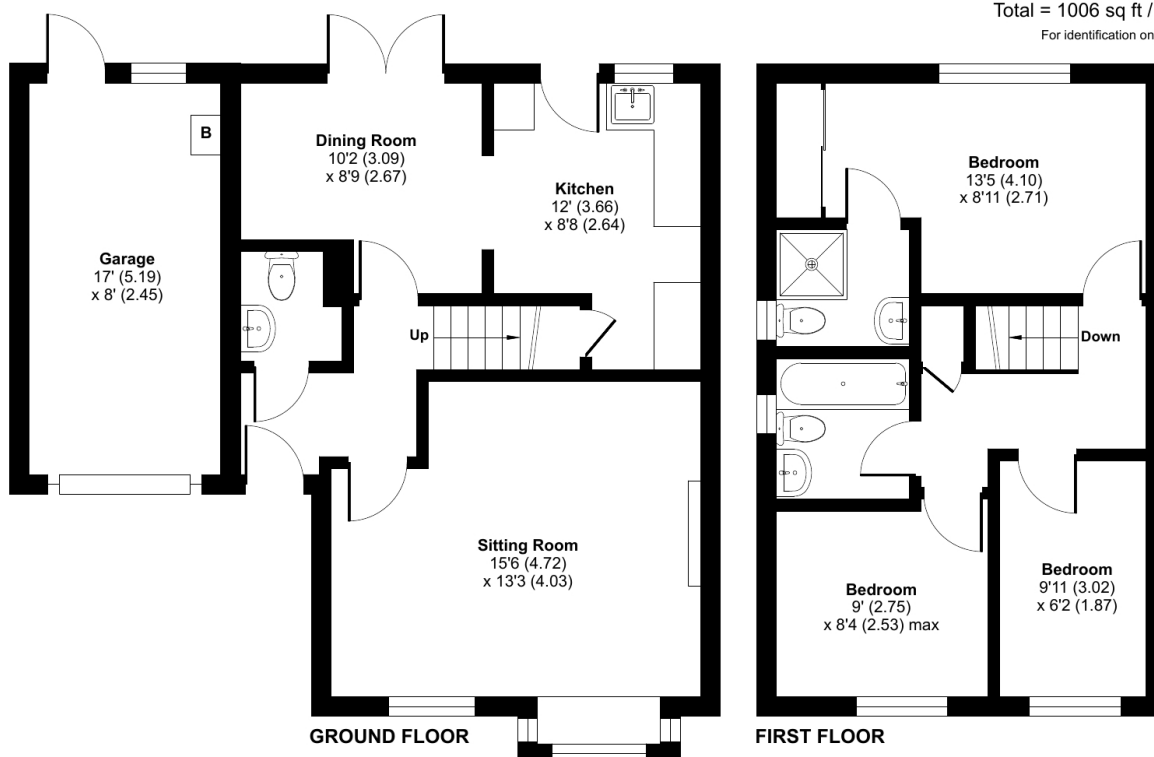 Total = 1006 sq ft /
For identification on
Dining Room
10'2 (3.09)
x 8'9 (2.67)
Kitchen
12' (3.66)
x 8'8 (2.64)
B
Garage
17' (5.19)
x 8' (2.45)
Up
Sitting Room
15'6 (4.72)
x 13'3 (4.03)
GROUND FLOOR
Bedroom
13'5 (4.10)
x 8'11 (2.71)
Down
Bedroom
9' (2.75)
x 8'4 (2.53) max
Bedroom
9'11 (3.02)
x 6'2 (1.87)
FIRST FLOOR